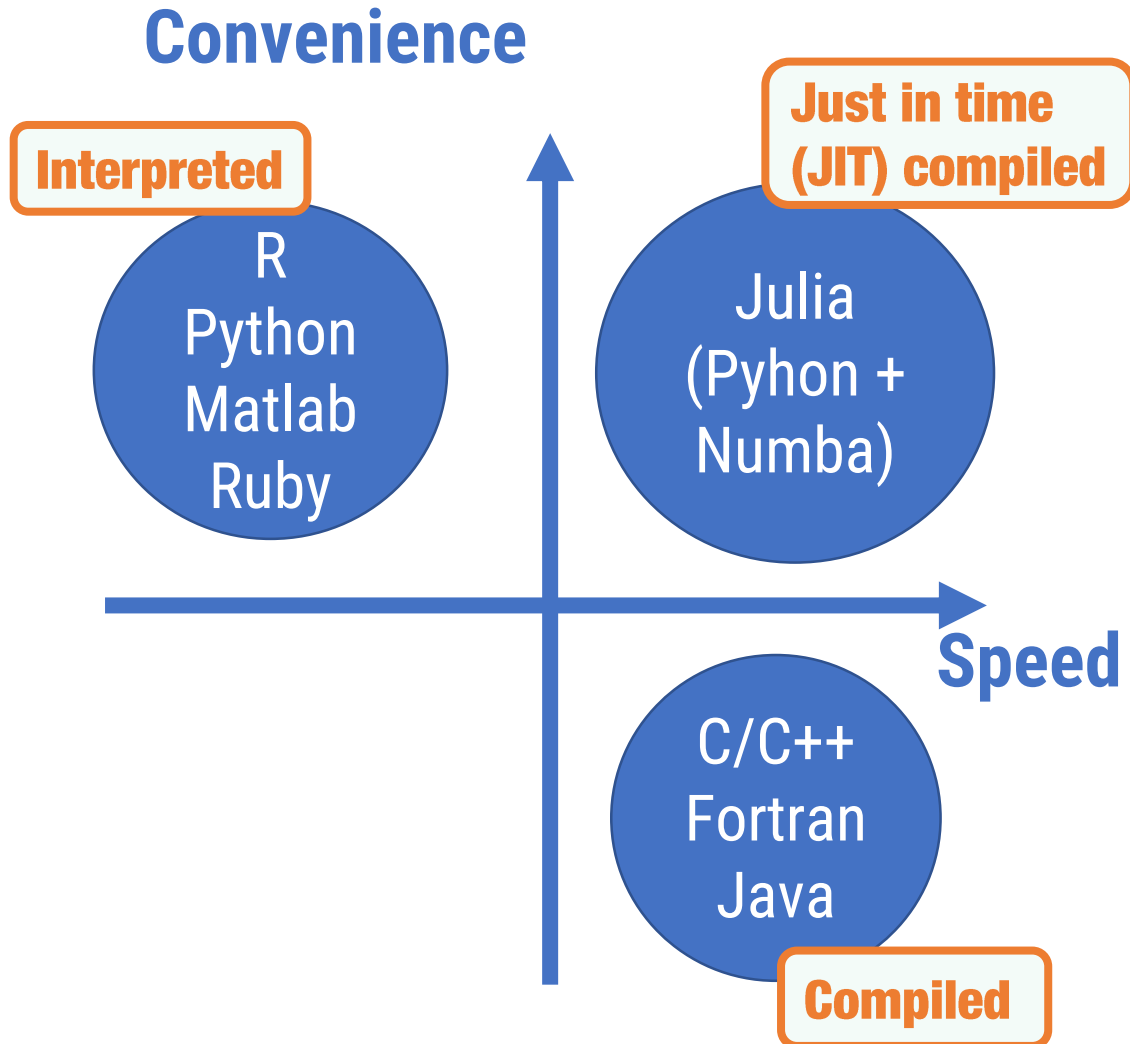 Convenience
Interpreted
Just in time
(JIT) compiled
R
Python
Matlab
Ruby
Julia
(Pyhon +
Numba)
Speed
C/C++
Fortran
Java
Compiled